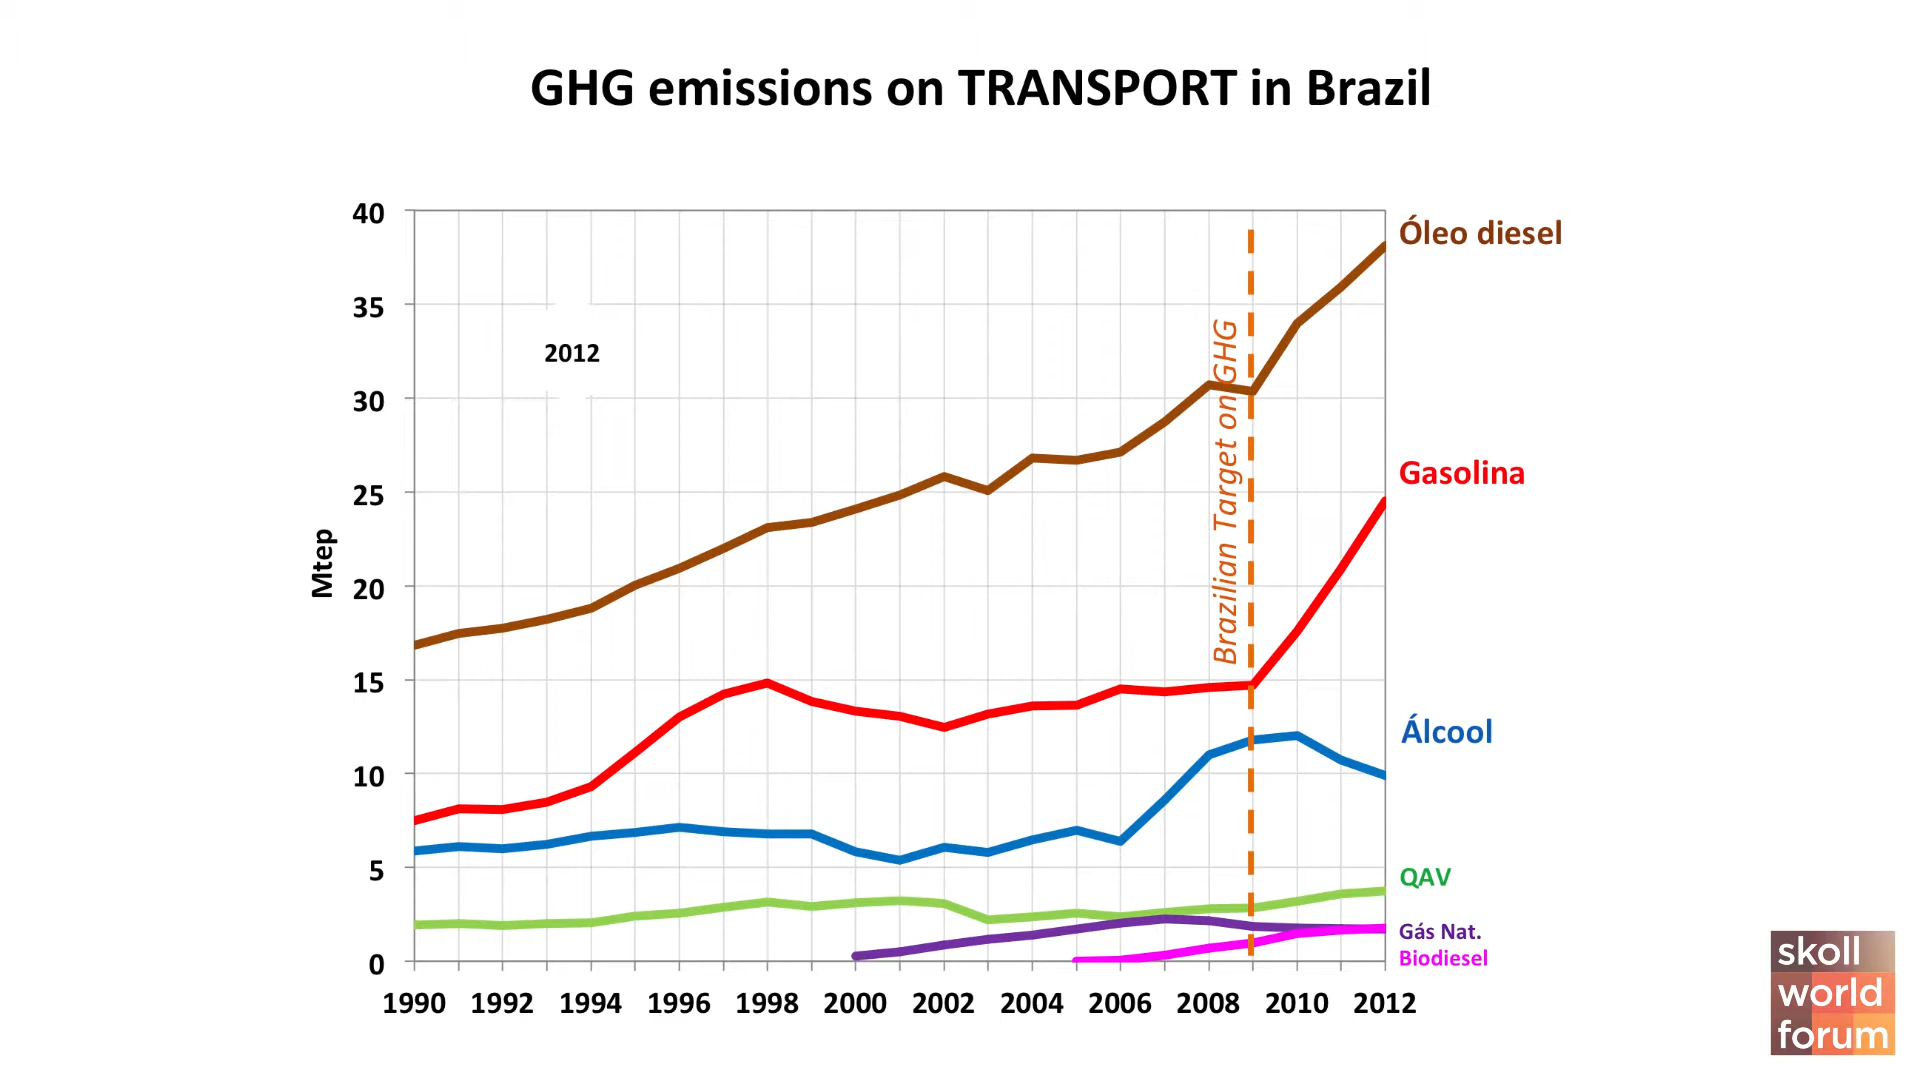 GHG emissions on TRANSPORT in Brazil
40
35
30
25
20
15
10
5
0
Mtep
2012
Brazilian Target on GHG
Óleo diesel
Gasolina
Álcool
QAV
Gás Nat.
Biodiesel
1990 1992 1994 1996 1998 2000 2002 2004 2006 2008 2010 2012
skoll
world
forum